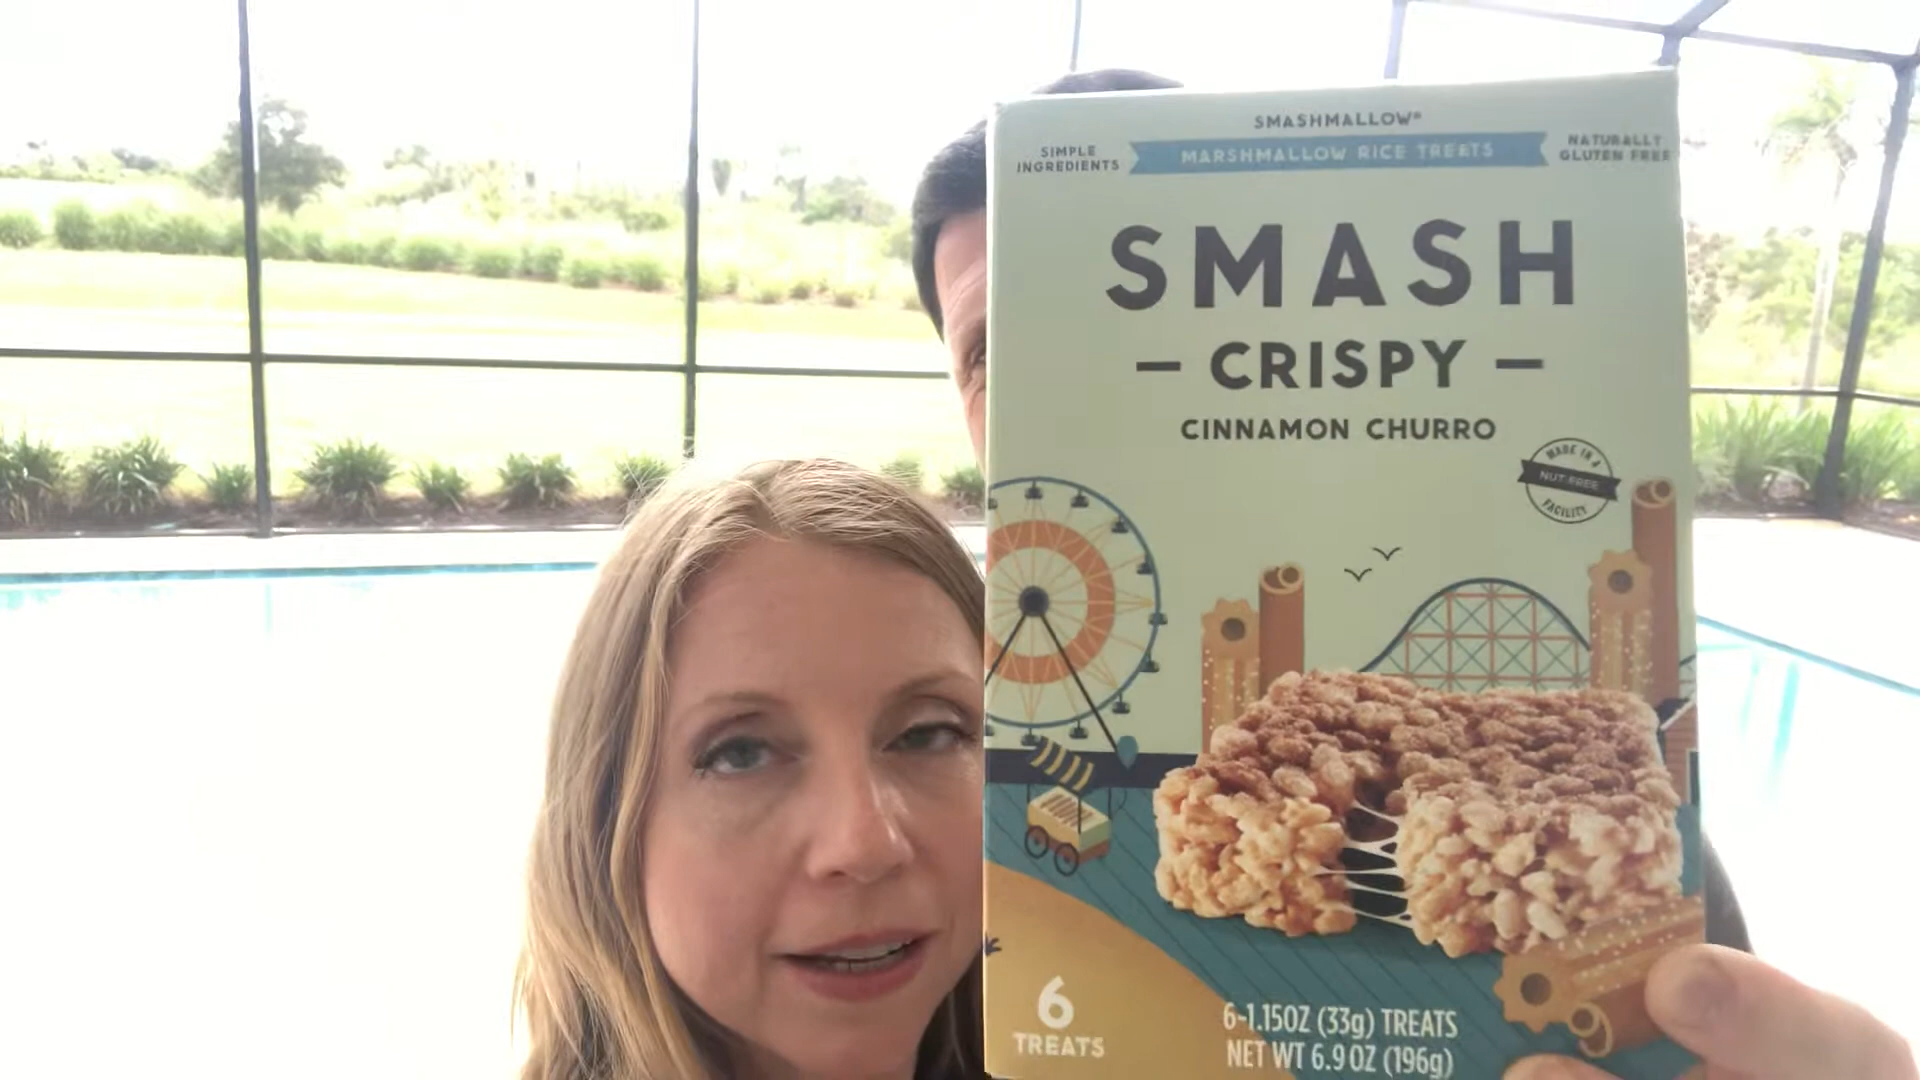 SMASHMALLOW®
SIMPLE
INGREDIENTS
MARSHMALLOW RICE TREATS
NATURALLY
GLUTEN FREE
SMASH
— CRISPY —
CINNAMON CHURRO
MADE IN A
NUT FREE
FACILITY
6
TREATS
6-1.15OZ (33g) TREATS
NET WT 6.9 OZ (196g)